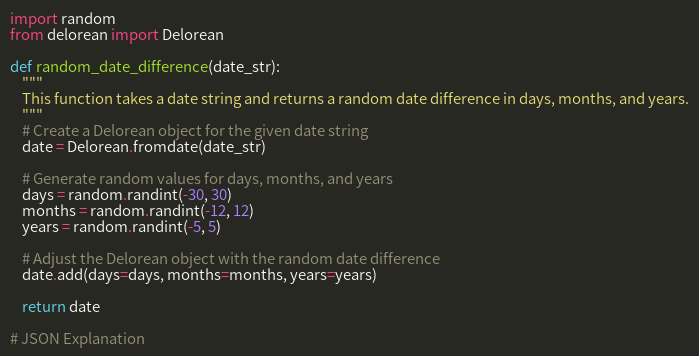 import random
from delorean import Delorean

def random_date_difference(date_str):
    """
    This function takes a date string and returns a random date difference in days, months, and years.
    """
    # Create a Delorean object for the given date string
    date = Delorean.fromdate(date_str)

    # Generate random values for days, months, and years
    days = random.randint(-30, 30)
    months = random.randint(-12, 12)
    years = random.randint(-5, 5)

    # Adjust the Delorean object with the random date difference
    date.add(days=days, months=months, years=years)

    return date

# JSON Explanation